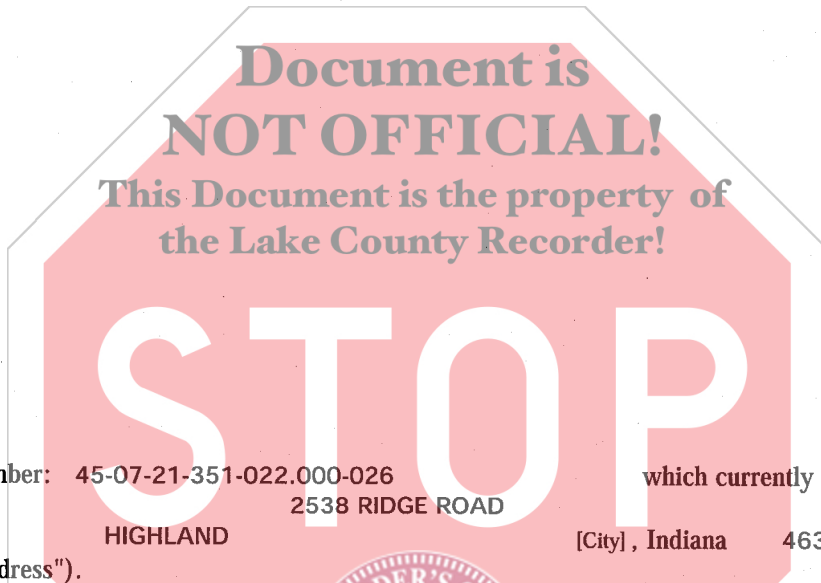 Document is
NOT OFFICIAL!
This Document is the property of
the Lake County Recorder!
STOP
nber: 45-07-21-351-022.000-026 which currently
2538 RIDGE ROAD
HIGHLAND [City], Indiana 463
dress").
DER'S